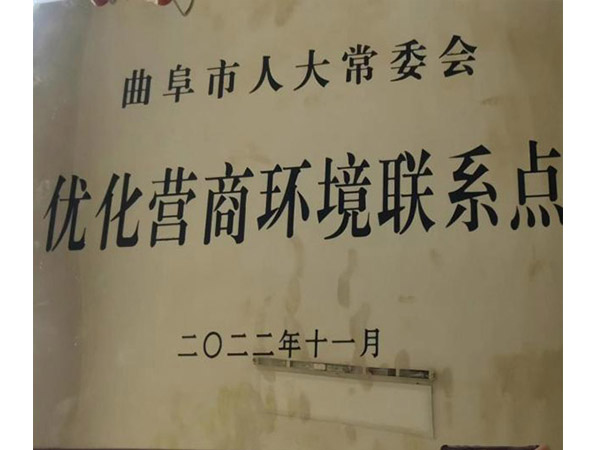 曲阜市人大常委会
优化营商环境联系点
二〇二二年十一月